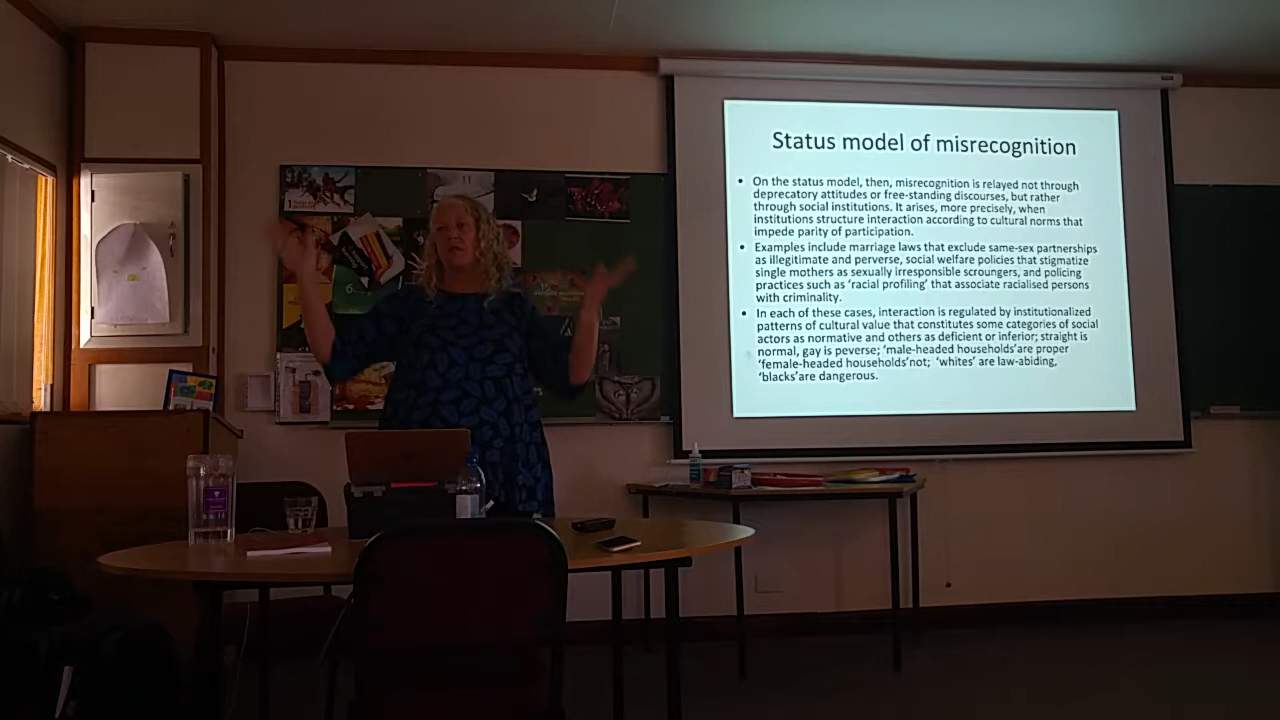 Status model of misrecognition
• On the status model, then, misrecognition is relayed not through
deprecatory attitudes or free-standing discourses, but rather
through social institutions. It arises, more precisely, when
institutions structure interaction according to cultural norms that
impede parity of participation.
• Examples include marriage laws that exclude same-sex partnerships
as illegitimate and perverse, social welfare policies that stigmatize
single mothers as sexually irresponsible scroungers, and policing
practices such as 'racial profiling' that associate racialised persons
with criminality.
• In each of these cases, interaction is regulated by institutionalized
patterns of cultural value that constitutes some categories of social
actors as normative and others as deficient or inferior; straight is
normal, gay is peverse; 'male-headed households'are proper
'female-headed households'not; 'whites' are law-abiding,
'blacks'are dangerous.
1
11
6